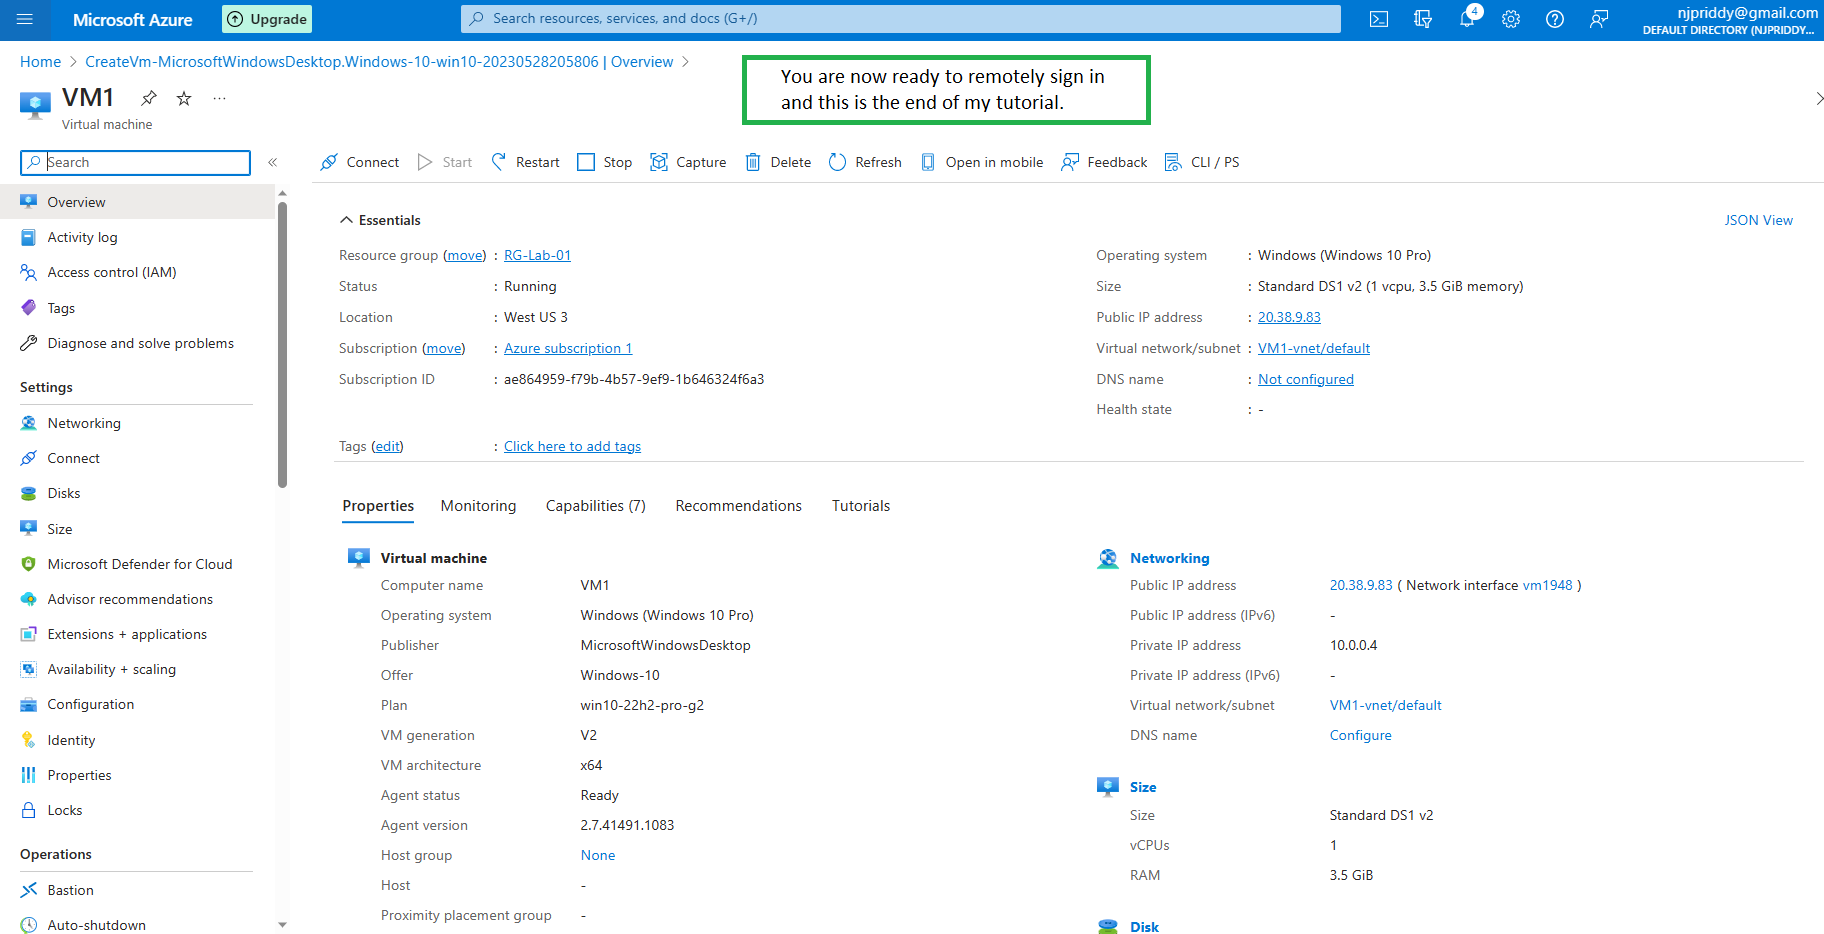 Microsoft Azure
Upgrade
Search resources, services, and docs (G+/)
4
njpriddy@gmail.com
DEFAULT DIRECTORY (NJPRIDDY...
Home > CreateVm-MicrosoftWindowsDesktop.Windows-10-win10-20230528205806 | Overview >
You are now ready to remotely sign in
and this is the end of my tutorial.
VM1
Virtual machine
Search
Overview
Activity log
Access control (IAM)
Tags
Diagnose and solve problems
Settings
Networking
Connect
Disks
Size
Microsoft Defender for Cloud
Advisor recommendations
Extensions + applications
Availability + scaling
Configuration
Identity
Properties
Locks
Operations
Bastion
Auto-shutdown
Connect Start Restart Stop Capture Delete Refresh Open in mobile Feedback CLI / PS
Essentials
JSON View
Resource group (move) : RG-Lab-01
Status : Running
Location : West US 3
Subscription (move) : Azure subscription 1
Subscription ID : ae864959-f79b-4b57-9ef9-1b646324f6a3
Operating system : Windows (Windows 10 Pro)
Size : Standard DS1 v2 (1 vcpu, 3.5 GiB memory)
Public IP address : 20.38.9.83
Virtual network/subnet : VM1-vnet/default
DNS name : Not configured
Health state : -
Tags (edit) : Click here to add tags
Properties Monitoring Capabilities (7) Recommendations Tutorials
Virtual machine
Computer name VM1
Operating system Windows (Windows 10 Pro)
Publisher MicrosoftWindowsDesktop
Offer Windows-10
Plan win10-22h2-pro-g2
VM generation V2
VM architecture x64
Agent status Ready
Agent version 2.7.41491.1083
Host group None
Host -
Proximity placement group -
Networking
Public IP address 20.38.9.83 ( Network interface vm1948 )
Public IP address (IPv6) -
Private IP address 10.0.0.4
Private IP address (IPv6) -
Virtual network/subnet VM1-vnet/default
DNS name Configure
Size
Size Standard DS1 v2
vCPUs 1
RAM 3.5 GiB
Disk